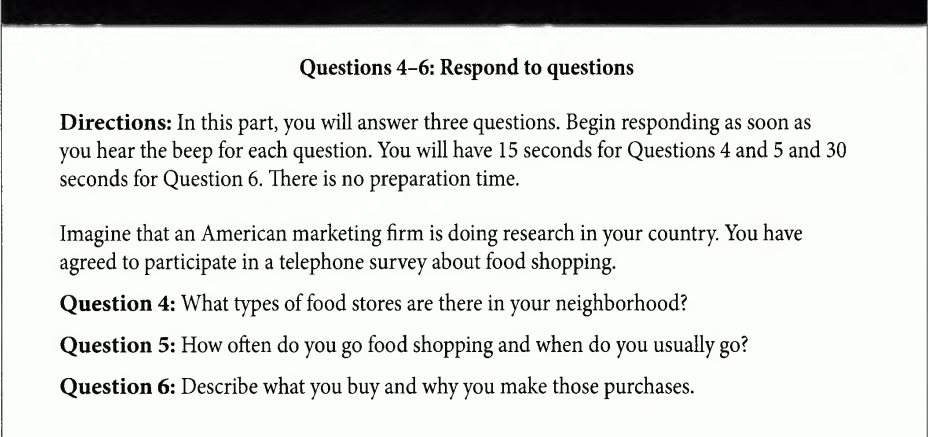 Questions 4–6: Respond to questions
Directions: In this part, you will answer three questions. Begin responding as soon as
you hear the beep for each question. You will have 15 seconds for Questions 4 and 5 and 30
seconds for Question 6. There is no preparation time.
Imagine that an American marketing firm is doing research in your country. You have
agreed to participate in a telephone survey about food shopping.
Question 4: What types of food stores are there in your neighborhood?
Question 5: How often do you go food shopping and when do you usually go?
Question 6: Describe what you buy and why you make those purchases.